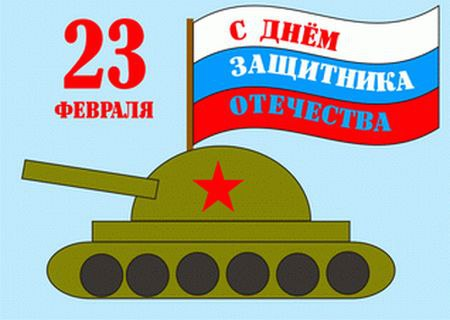 23
ФЕВРАЛЯ
С ДНЁМ
ЗАЩИТНИКА
ОТЕЧЕСТВА